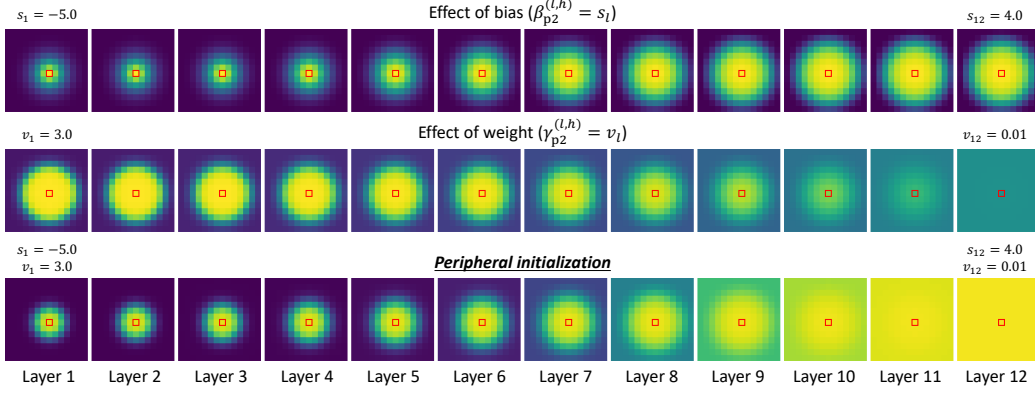 s₁ = −5.0 Effect of bias (β_p2^(l,h) = s_l) s₁₂ = 4.0
v₁ = 3.0 Effect of weight (γ_p2^(l,h) = v_l) v₁₂ = 0.01
s₁ = −5.0 s₁₂ = 4.0
v₁ = 3.0 Peripheral initialization v₁₂ = 0.01
Layer 1 Layer 2 Layer 3 Layer 4 Layer 5 Layer 6 Layer 7 Layer 8 Layer 9 Layer 10 Layer 11 Layer 12